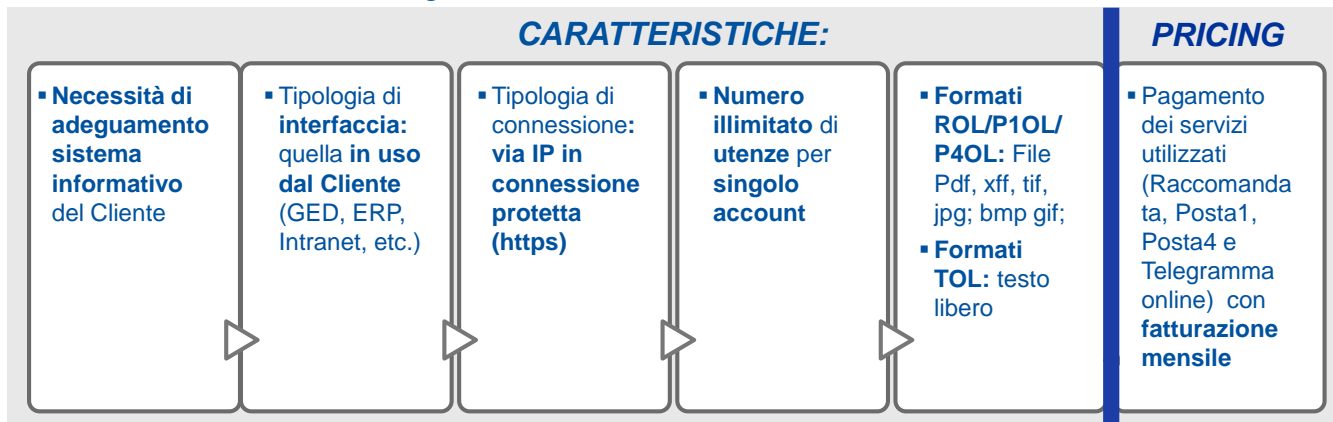 CARATTERISTICHE:
PRICING
▪ Necessità di
adeguamento
sistema
informativo
del Cliente
▪ Tipologia di
interfaccia:
quella in uso
dal Cliente
(GED, ERP,
Intranet, etc.)
▪ Tipologia di
connessione:
via IP in
connessione
protetta
(https)
▪ Numero
illimitato di
utenze per
singolo
account
▪ Formati
ROL/P1OL/
P4OL: File
Pdf, xff, tif,
jpg; bmp gif;
▪ Formati
TOL: testo
libero
▪ Pagamento
dei servizi
utilizzati
(Raccomanda
ta, Posta1,
Posta4 e
Telegramma
online) con
fatturazione
mensile